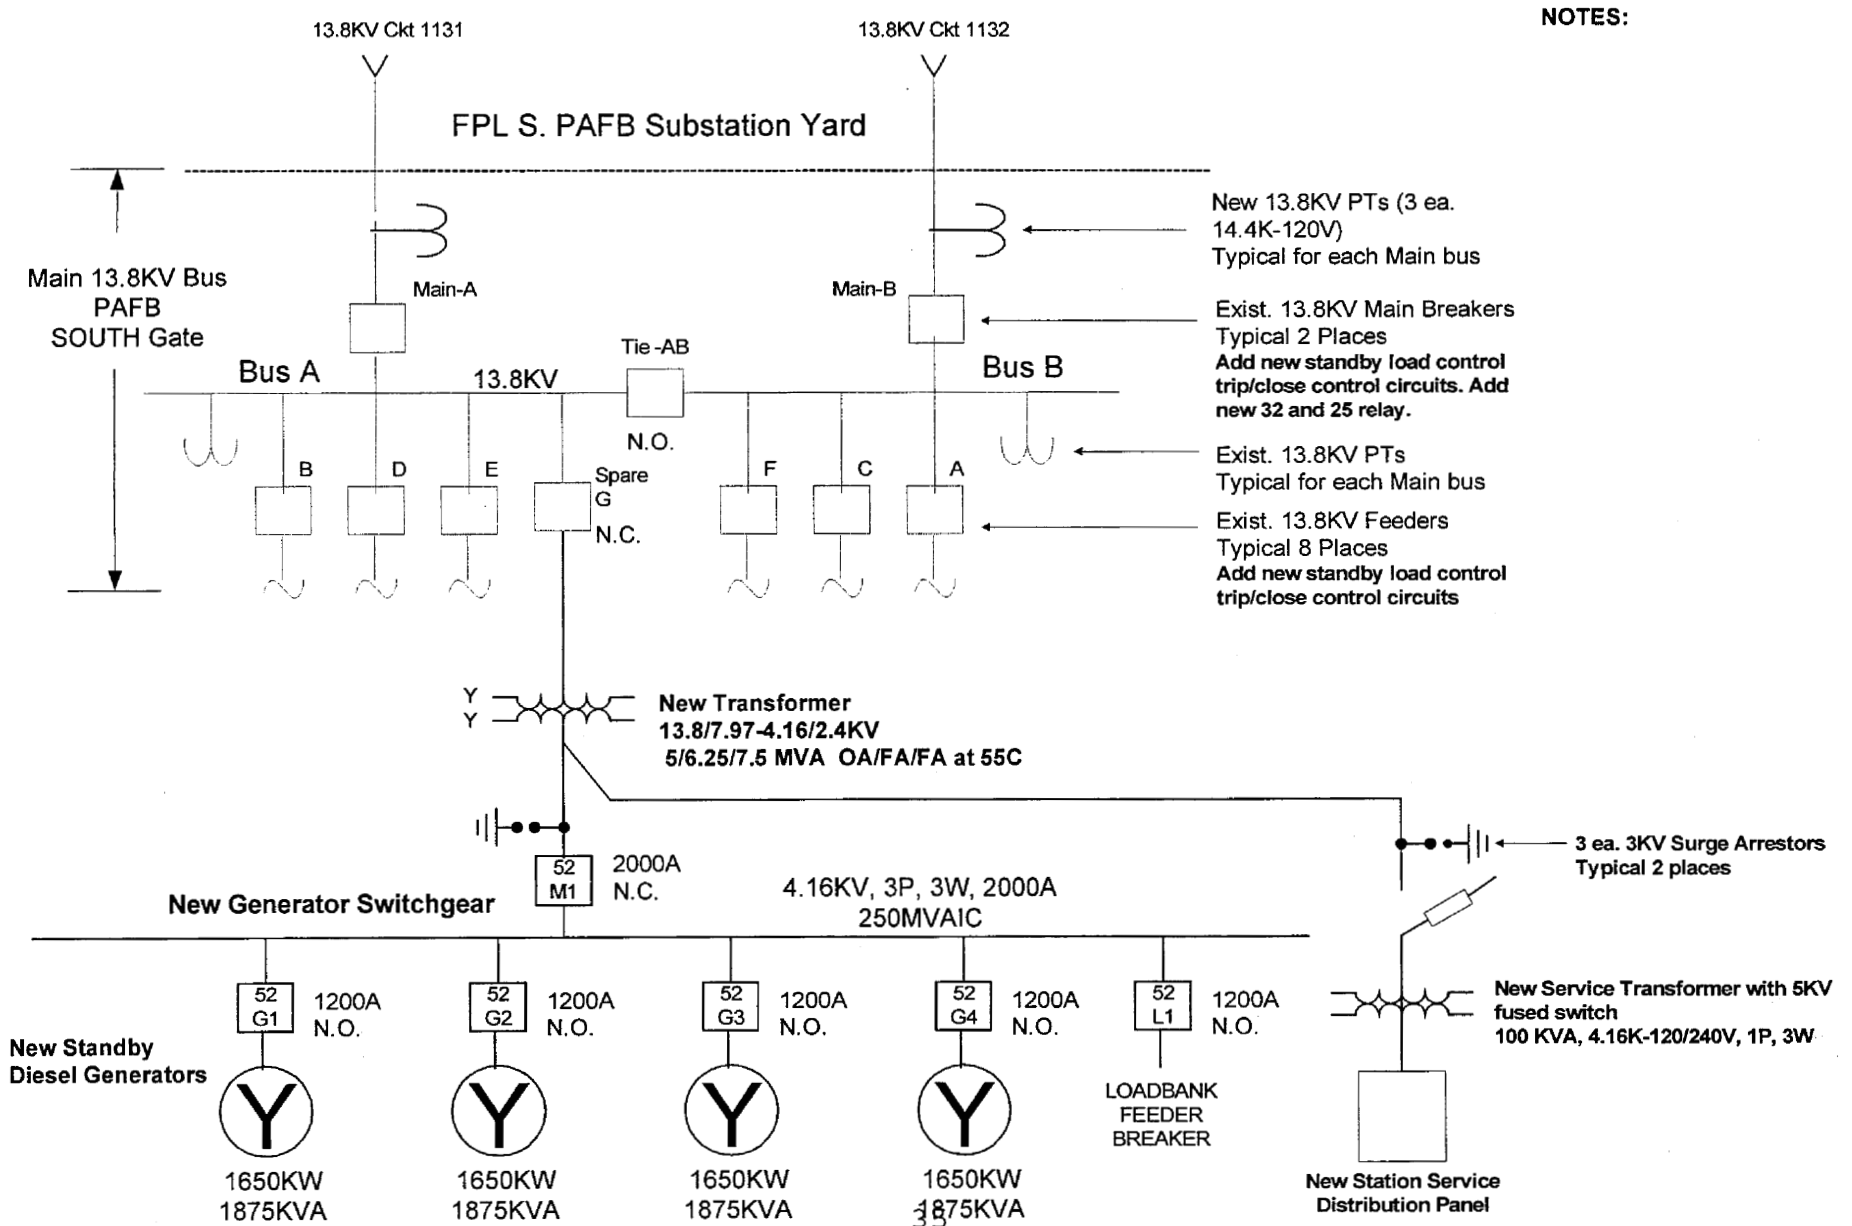 NOTES:
13.8KV Ckt 1131
13.8KV Ckt 1132
FPL S. PAFB Substation Yard
New 13.8KV PTs (3 ea.
14.4K-120V)
Typical for each Main bus
Main 13.8KV Bus
PAFB
SOUTH Gate
Main-A
Main-B
Exist. 13.8KV Main Breakers
Typical 2 Places
Add new standby load control
trip/close control circuits. Add
new 32 and 25 relay.
Tie -AB
N.O.
Bus A
13.8KV
Bus B
Exist. 13.8KV PTs
Typical for each Main bus
B
D
E
Spare
G
N.C.
F
C
A
Exist. 13.8KV Feeders
Typical 8 Places
Add new standby load control
trip/close control circuits
Y
Y
New Transformer
13.8/7.97-4.16/2.4KV
5/6.25/7.5 MVA OA/FA/FA at 55C
3 ea. 3KV Surge Arrestors
Typical 2 places
52
M1
2000A
N.C.
4.16KV, 3P, 3W, 2000A
250MVAIC
New Generator Switchgear
52
G1
1200A
N.O.
52
G2
1200A
N.O.
52
G3
1200A
N.O.
52
G4
1200A
N.O.
52
L1
1200A
N.O.
New Service Transformer with 5KV
fused switch
100 KVA, 4.16K-120/240V, 1P, 3W
New Standby
Diesel Generators
Y
Y
Y
Y
LOADBANK
FEEDER
BREAKER
1650KW
1875KVA
1650KW
1875KVA
1650KW
1875KVA
1650KW
1875KVA
35
New Station Service
Distribution Panel